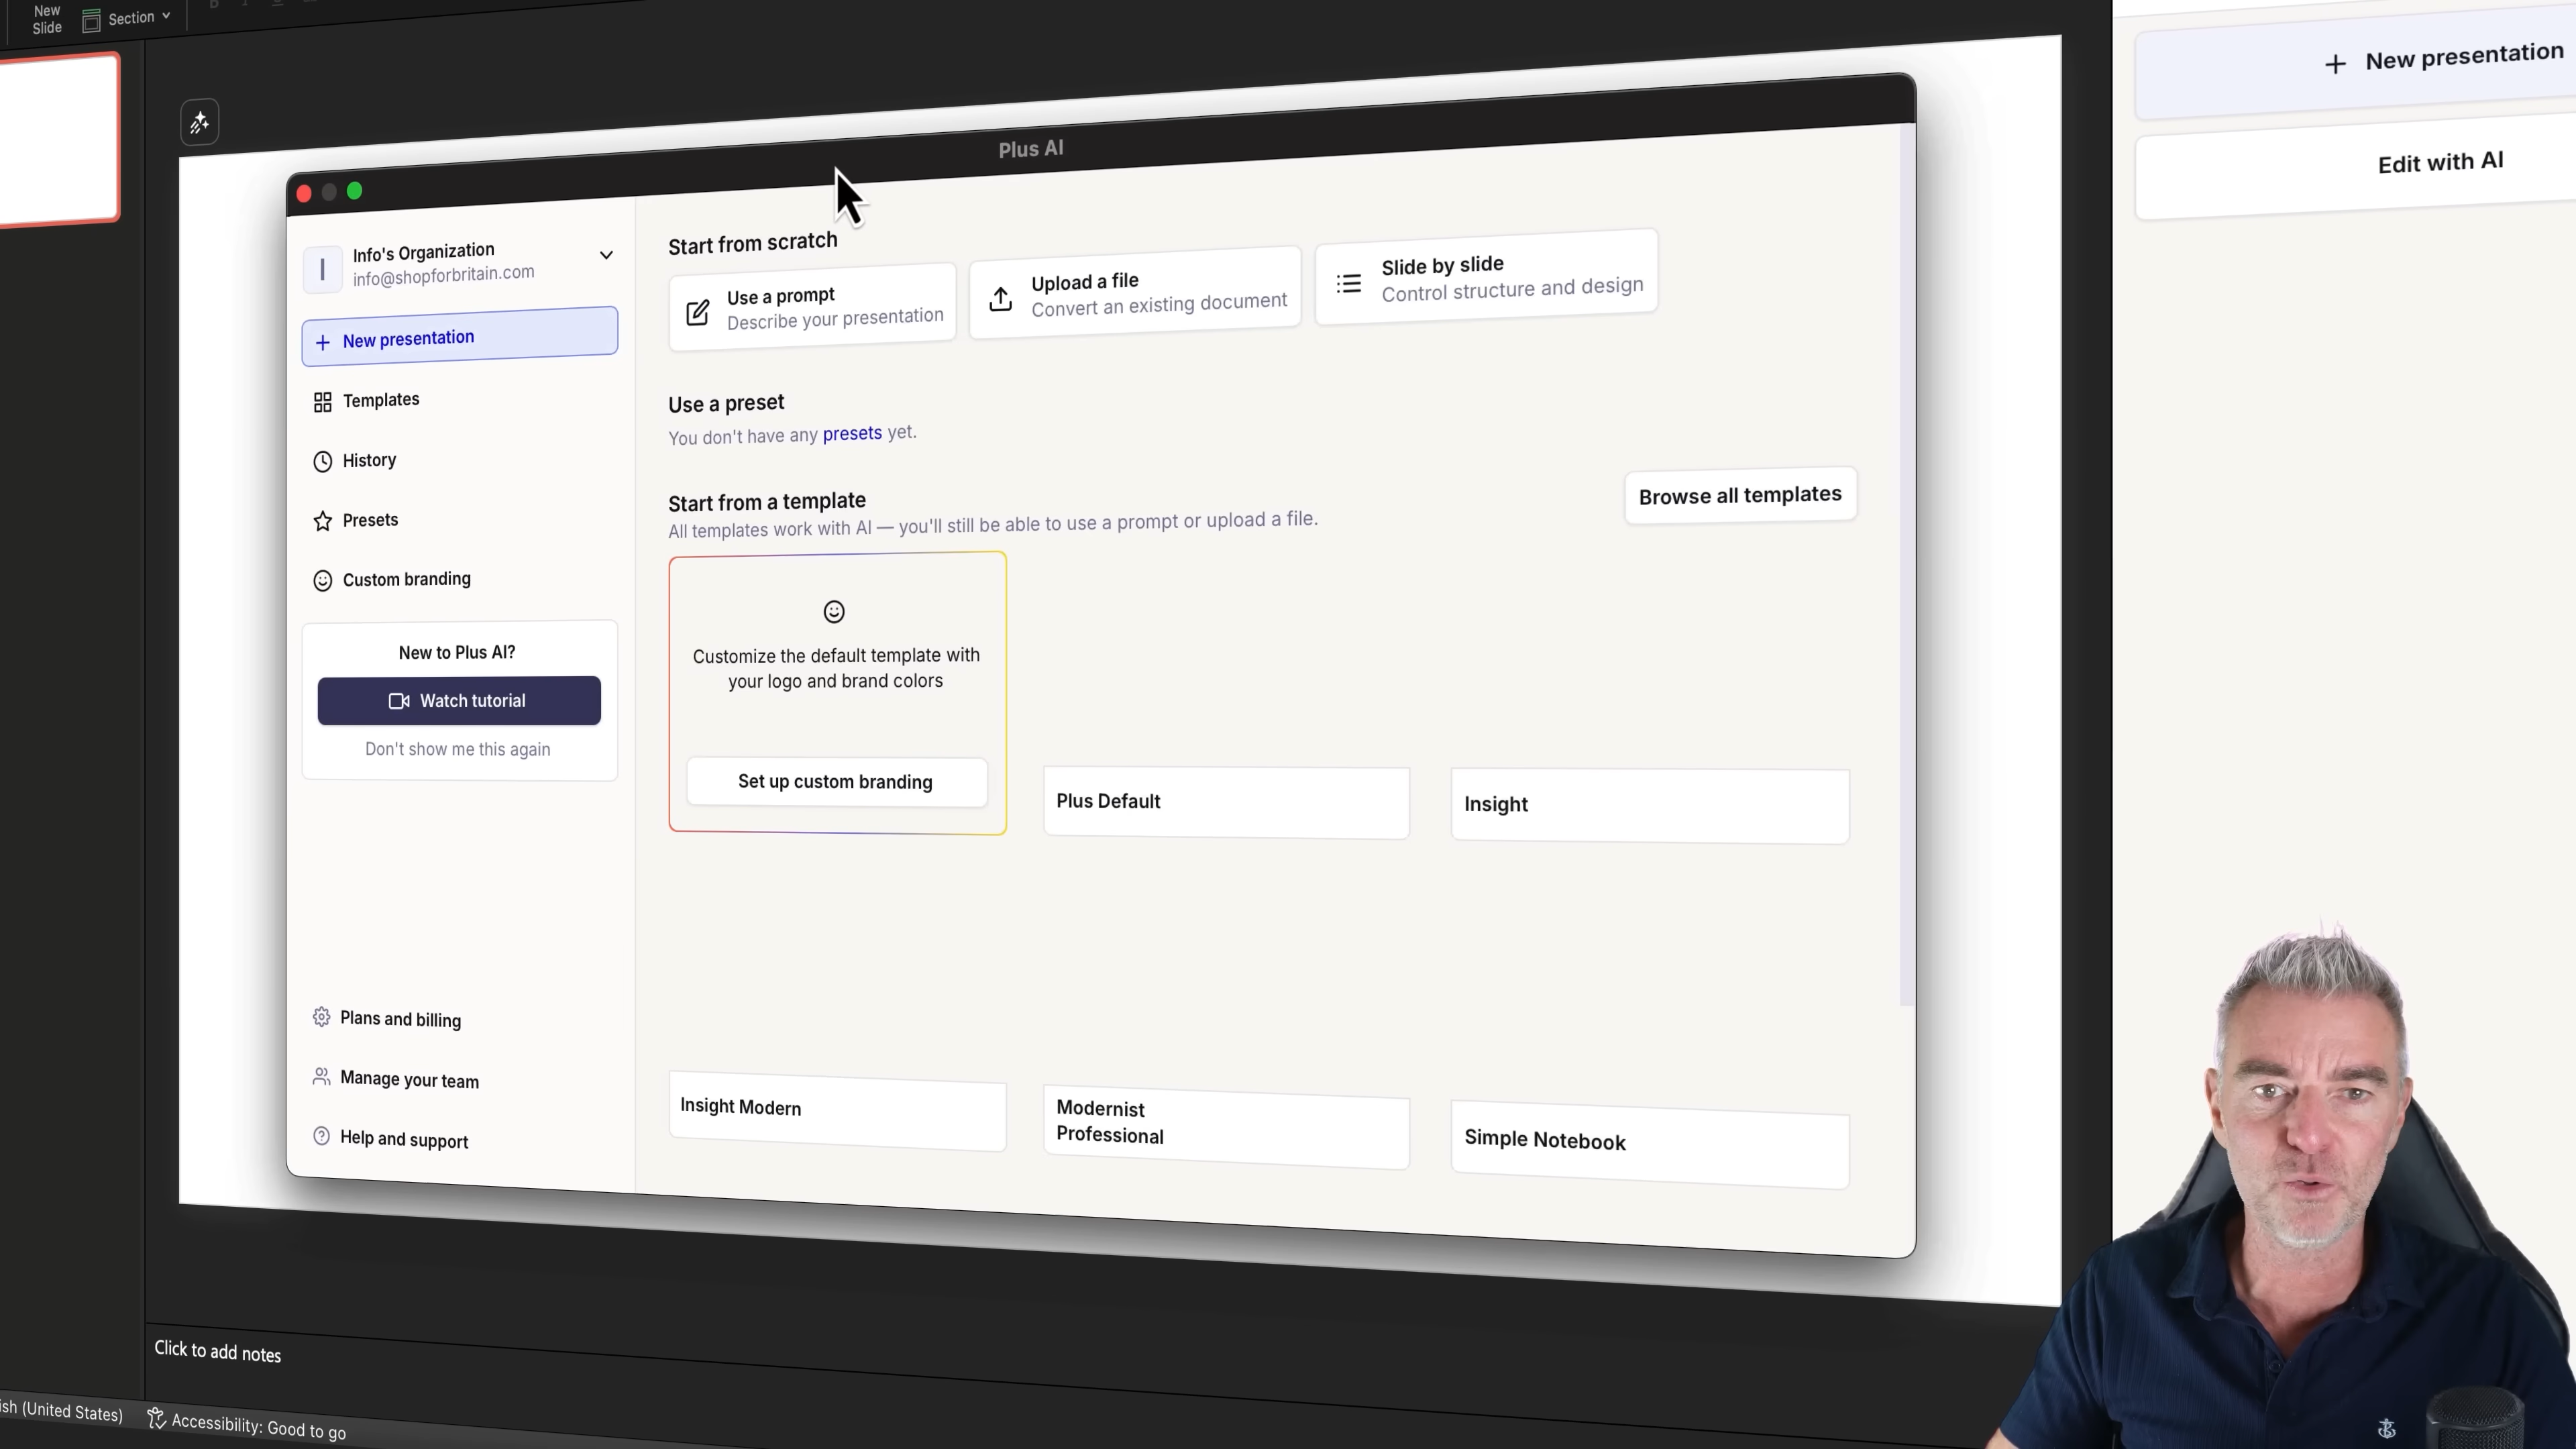 New
Slide
Section
New presentation
Edit with AI
Plus AI
Info's Organization
info@shopforbritain.com
New presentation
Templates
History
Presets
Custom branding
New to Plus AI?
Watch tutorial
Don't show me this again
Plans and billing
Manage your team
Help and support
Start from scratch
Use a prompt
Describe your presentation
Upload a file
Convert an existing document
Slide by slide
Control structure and design
Use a preset
You don't have any presets yet.
Start from a template
All templates work with AI — you'll still be able to use a prompt or upload a file.
Browse all templates
Customize the default template with
your logo and brand colors
Set up custom branding
Plus Default
Insight
Insight Modern
Modernist
Professional
Simple Notebook
Click to add notes
(United States)
Accessibility: Good to go